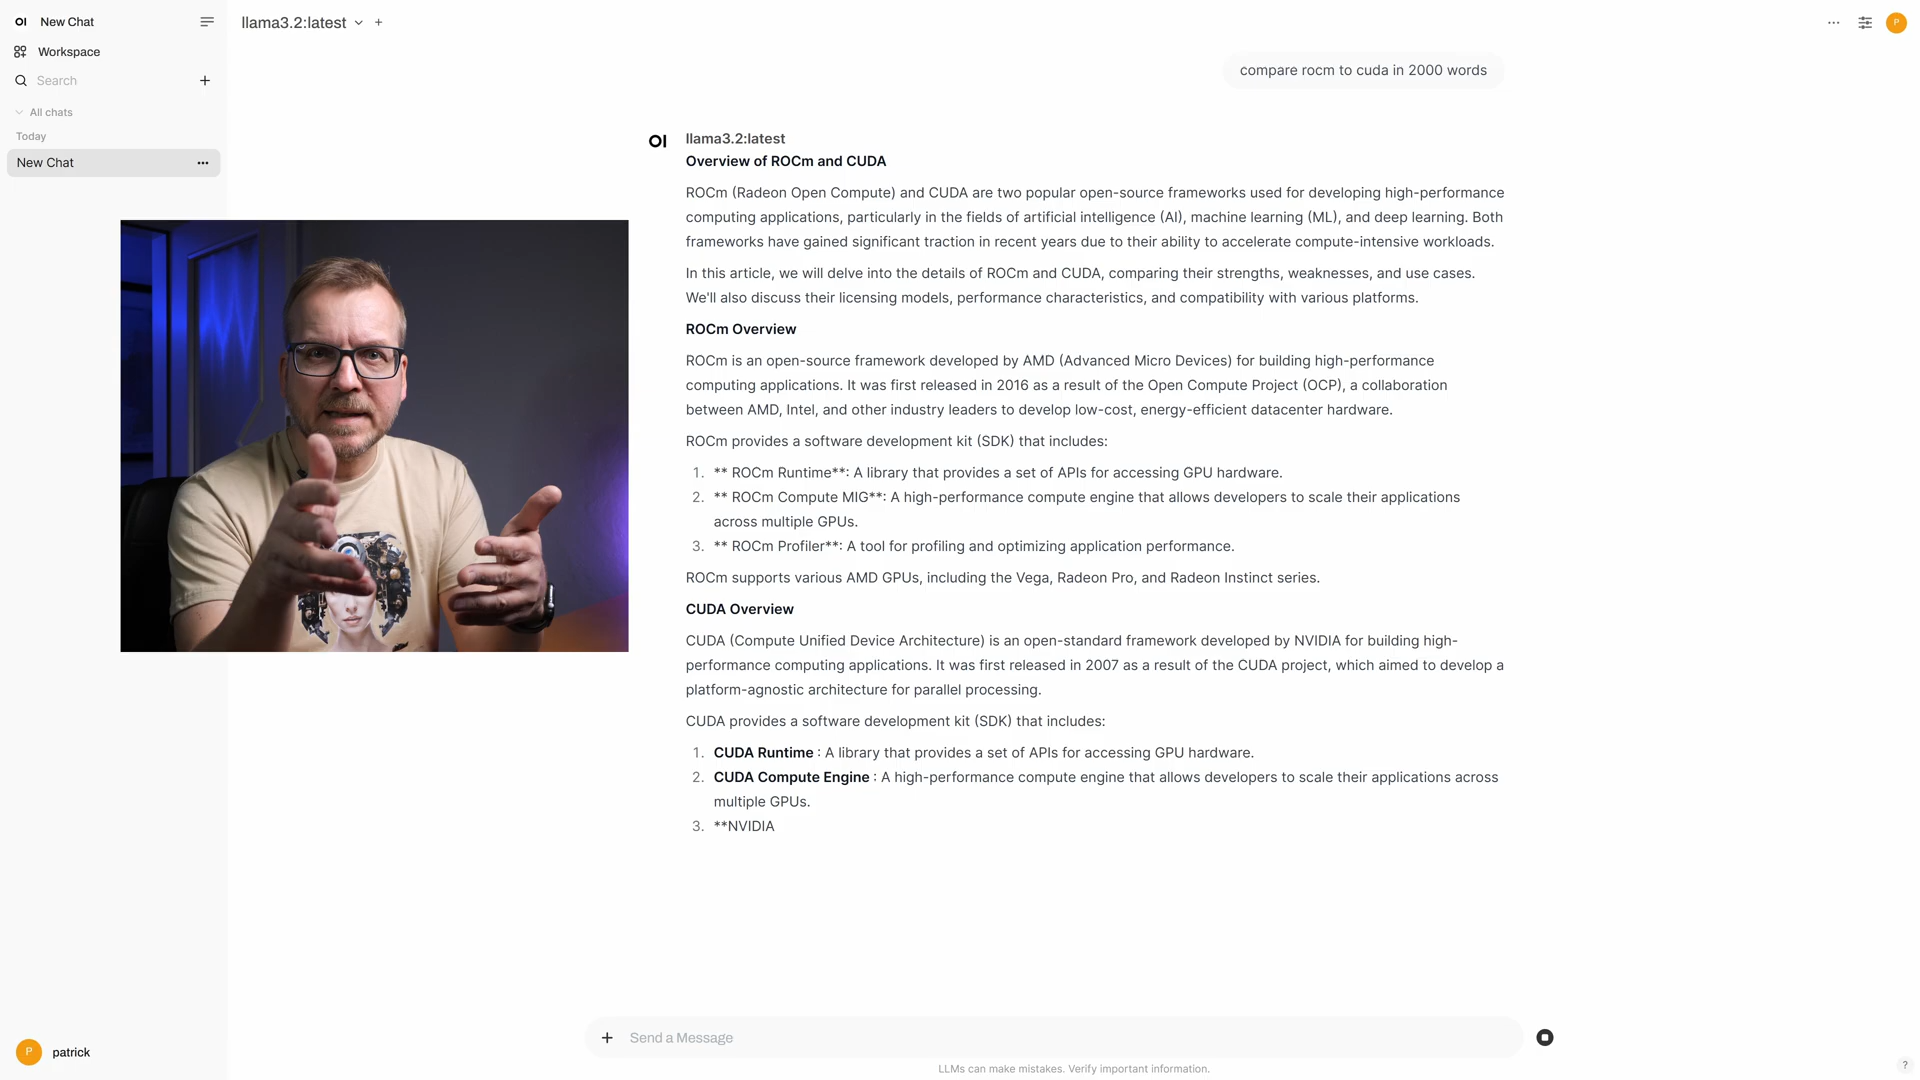 OI New Chat
Workspace
Search
All chats
Today
New Chat
P patrick
llama3.2:latest
P
compare rocm to cuda in 2000 words
OI llama3.2:latest
Overview of ROCm and CUDA
ROCm (Radeon Open Compute) and CUDA are two popular open-source frameworks used for developing high-performance
computing applications, particularly in the fields of artificial intelligence (AI), machine learning (ML), and deep learning. Both
frameworks have gained significant traction in recent years due to their ability to accelerate compute-intensive workloads.
In this article, we will delve into the details of ROCm and CUDA, comparing their strengths, weaknesses, and use cases.
We'll also discuss their licensing models, performance characteristics, and compatibility with various platforms.
ROCm Overview
ROCm is an open-source framework developed by AMD (Advanced Micro Devices) for building high-performance
computing applications. It was first released in 2016 as a result of the Open Compute Project (OCP), a collaboration
between AMD, Intel, and other industry leaders to develop low-cost, energy-efficient datacenter hardware.
ROCm provides a software development kit (SDK) that includes:
1. ** ROCm Runtime**: A library that provides a set of APIs for accessing GPU hardware.
2. ** ROCm Compute MIG**: A high-performance compute engine that allows developers to scale their applications
across multiple GPUs.
3. ** ROCm Profiler**: A tool for profiling and optimizing application performance.
ROCm supports various AMD GPUs, including the Vega, Radeon Pro, and Radeon Instinct series.
CUDA Overview
CUDA (Compute Unified Device Architecture) is an open-standard framework developed by NVIDIA for building high-
performance computing applications. It was first released in 2007 as a result of the CUDA project, which aimed to develop a
platform-agnostic architecture for parallel processing.
CUDA provides a software development kit (SDK) that includes:
1. CUDA Runtime : A library that provides a set of APIs for accessing GPU hardware.
2. CUDA Compute Engine : A high-performance compute engine that allows developers to scale their applications across
multiple GPUs.
3. **NVIDIA
Send a Message
LLMs can make mistakes. Verify important information.
?